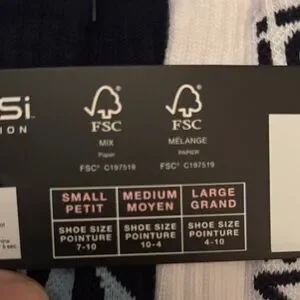 Si
ION
FSC
FSC
MIX
Paper
FSC® C197519
MÉLANGE
PAPIER
FSC® C197519
SMALL
PETIT
MEDIUM
MOYEN
LARGE
GRAND
SHOE SIZE
POINTURE
7-10
SHOE SIZE
POINTURE
10-4
SHOE SIZE
POINTURE
4-10